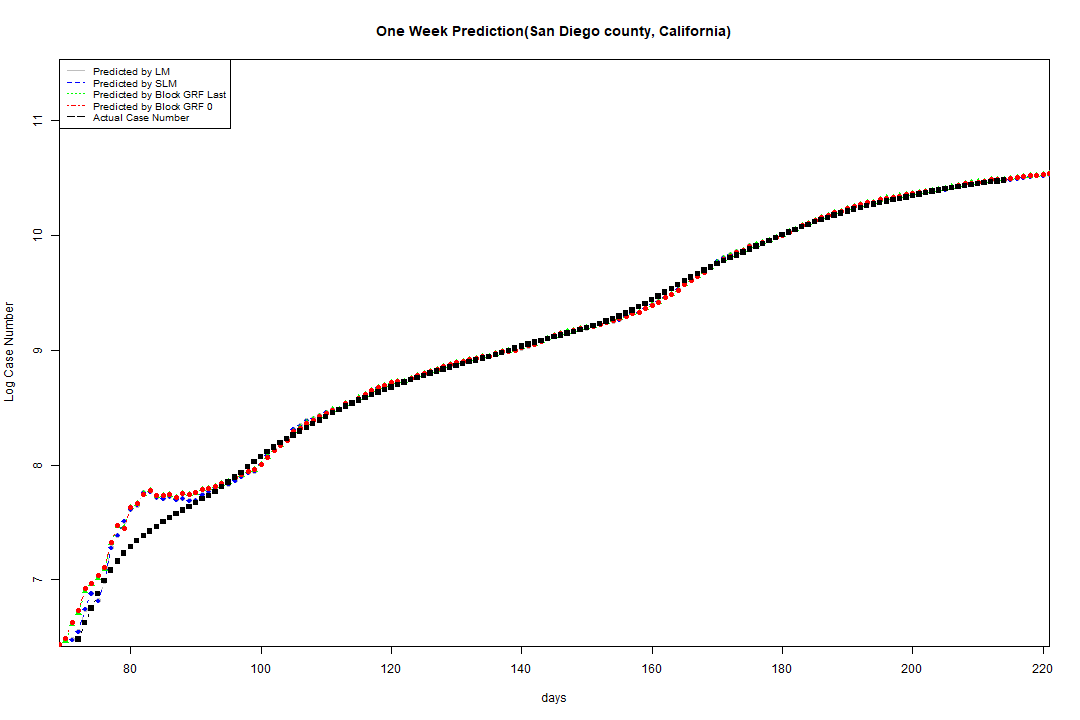 One Week Prediction(San Diego county, California)
Predicted by LM
Predicted by SLM
Predicted by Block GRF Last
Predicted by Block GRF 0
Actual Case Number
11
10
9
8
7
Log Case Number
80 100 120 140 160 180 200 220
days